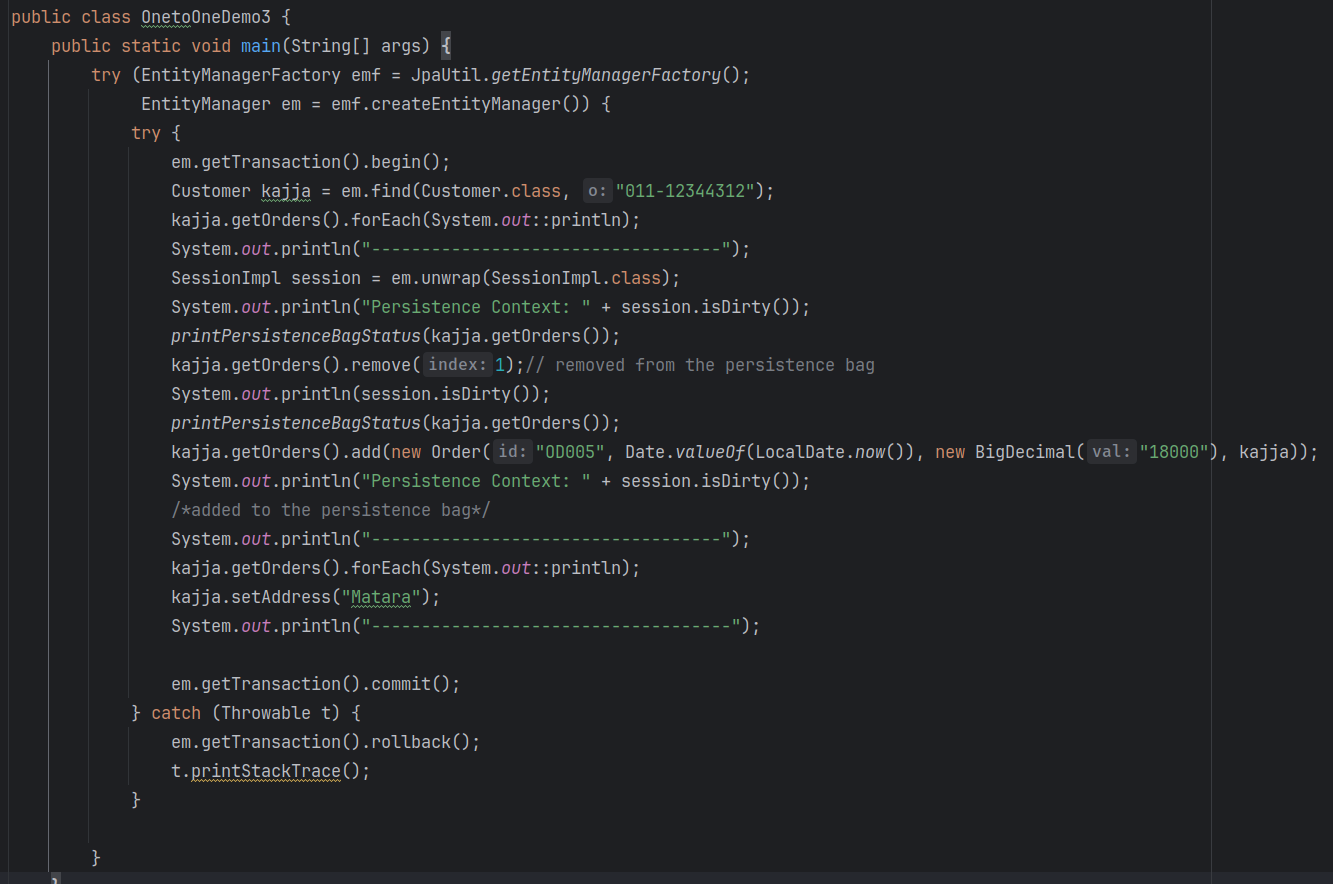 public class OnetoOneDemo3 {
public static void main(String[] args) {
try (EntityManagerFactory emf = JpaUtil.getEntityManagerFactory();
EntityManager em = emf.createEntityManager()) {
try {
em.getTransaction().begin();
Customer kajja = em.find(Customer.class, o: "011-12344312");
kajja.getOrders().forEach(System.out::println);
System.out.println("-----------------------------------");
SessionImpl session = em.unwrap(SessionImpl.class);
System.out.println("Persistence Context: " + session.isDirty());
printPersistenceBagStatus(kajja.getOrders());
kajja.getOrders().remove( index: 1);// removed from the persistence bag
System.out.println(session.isDirty());
printPersistenceBagStatus(kajja.getOrders());
kajja.getOrders().add(new Order( id: "OD005", Date.valueOf(LocalDate.now()), new BigDecimal( val: "18000"), kajja));
System.out.println("Persistence Context: " + session.isDirty());
/*added to the persistence bag*/
System.out.println("-----------------------------------");
kajja.getOrders().forEach(System.out::println);
kajja.setAddress("Matara");
System.out.println("------------------------------------");
em.getTransaction().commit();
} catch (Throwable t) {
em.getTransaction().rollback();
t.printStackTrace();
}
}
}